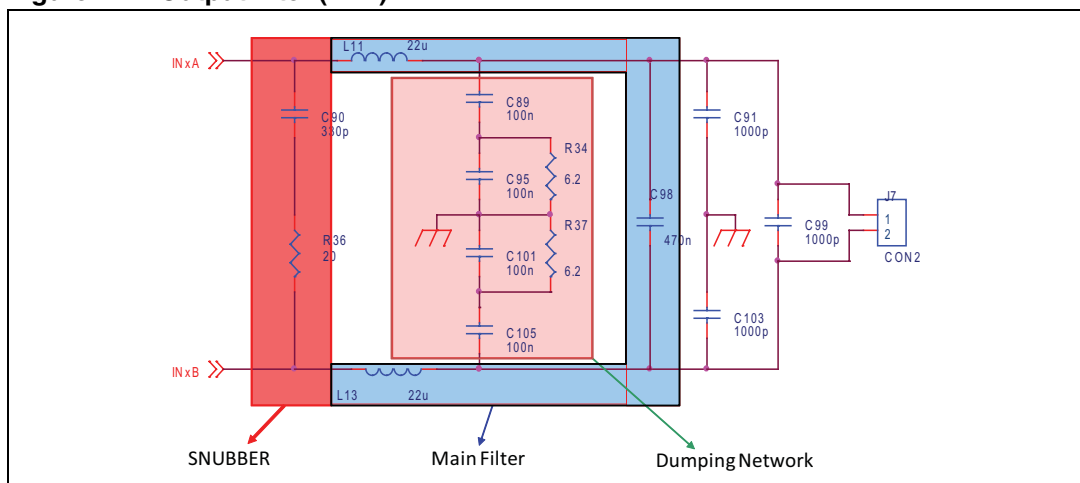 INxA
L11
22u
C90
330p
R36
20
C89
100n
C95
100n
R34
6.2
R37
6.2
C101
100n
C105
100n
C98
470n
C91
1000p
C99
1000p
C103
1000p
J7
1
2
CON2
INxB
L13
22u
SNUBBER
Main Filter
Dumping Network